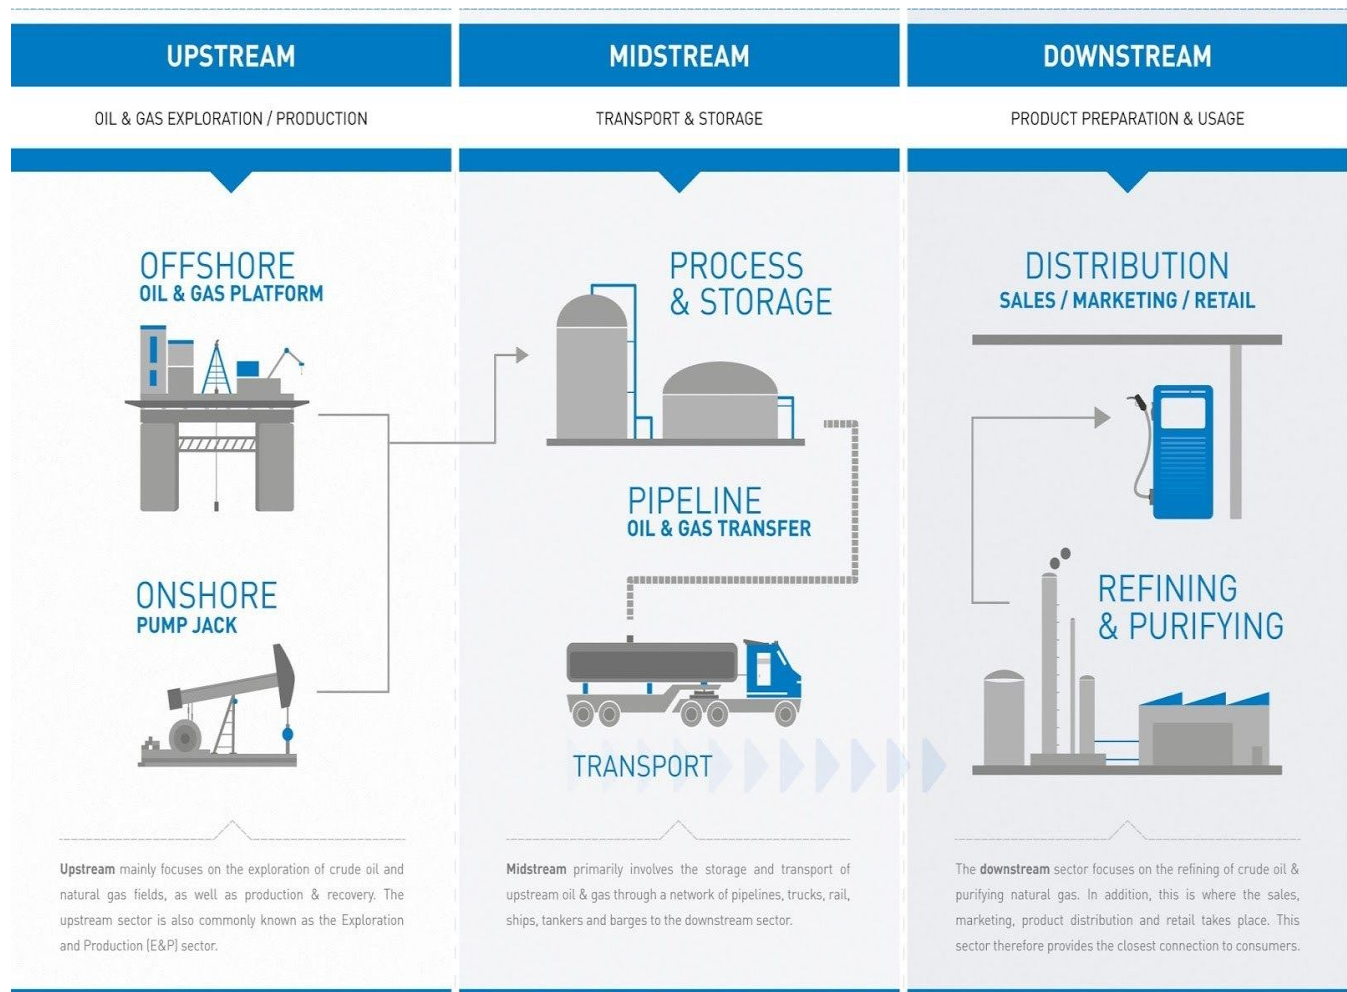 UPSTREAM
OIL & GAS EXPLORATION / PRODUCTION
OFFSHORE
OIL & GAS PLATFORM
ONSHORE
PUMP JACK
Upstream mainly focuses on the exploration of crude oil and
natural gas fields, as well as production & recovery. The
upstream sector is also commonly known as the Exploration
and Production (E&P) sector.
MIDSTREAM
TRANSPORT & STORAGE
PROCESS
& STORAGE
PIPELINE
OIL & GAS TRANSFER
TRANSPORT
Midstream primarily involves the storage and transport of
upstream oil & gas through a network of pipelines, trucks, rail,
ships, tankers and barges to the downstream sector.
DOWNSTREAM
PRODUCT PREPARATION & USAGE
DISTRIBUTION
SALES / MARKETING / RETAIL
REFINING
& PURIFYING
The downstream sector focuses on the refining of crude oil &
purifying natural gas. In addition, this is where the sales,
marketing, product distribution and retail takes place. This
sector therefore provides the closest connection to consumers.